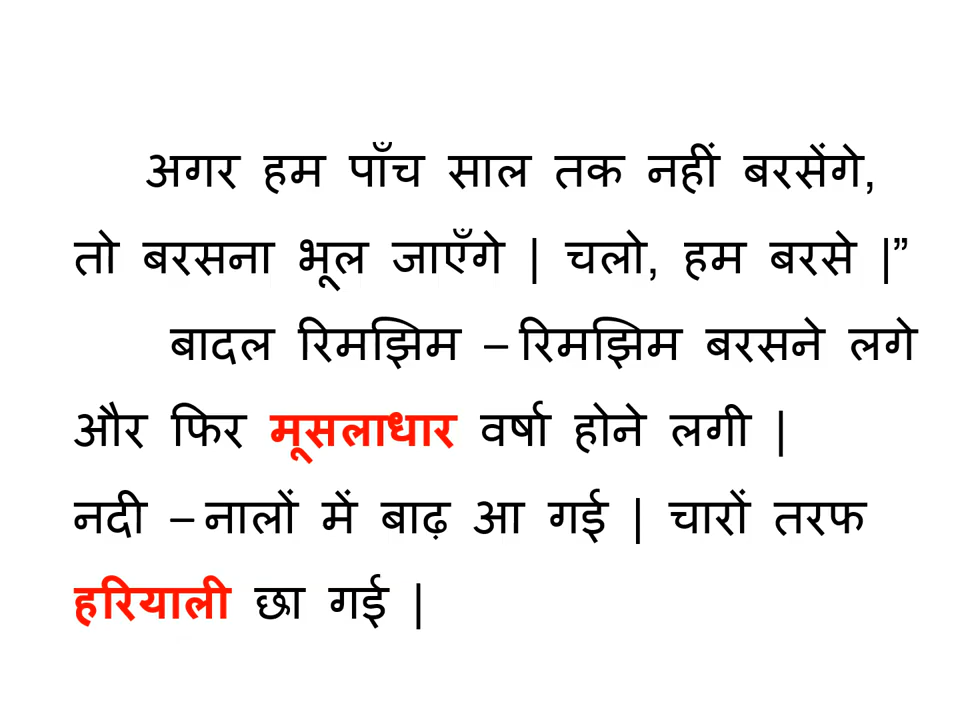 अगर हम पाँच साल तक नहीं बरसेंगे,
तो बरसना भूल जाएँगे | चलो, हम बरसे |”
बादल रिमझिम – रिमझिम बरसने लगे
और फिर मूसलाधार वर्षा होने लगी |
नदी – नालों में बाढ़ आ गई | चारों तरफ
हरियाली छा गई |